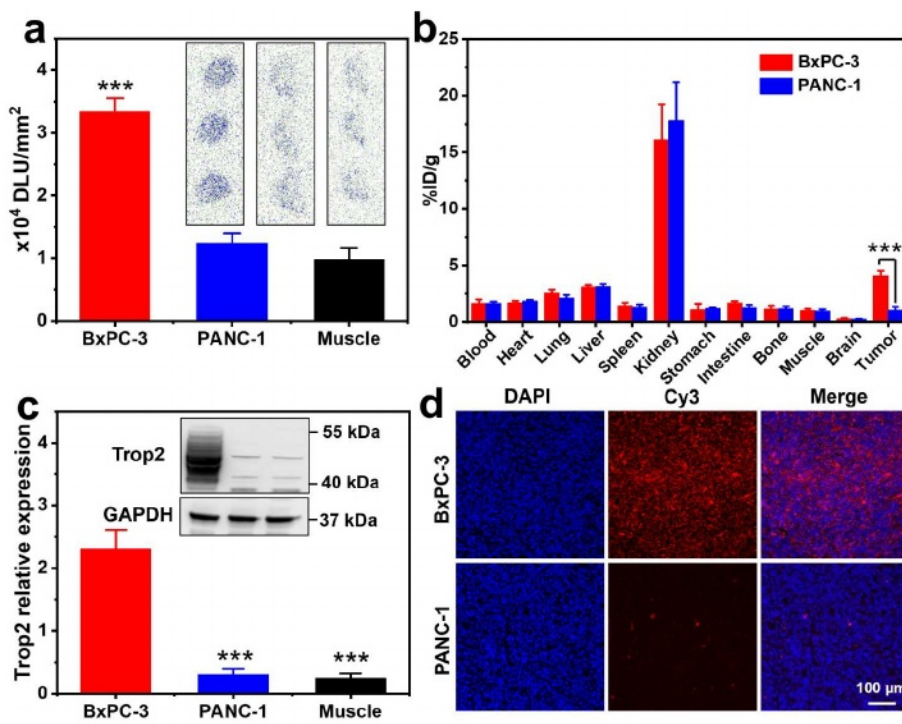 a
×10⁴ DLU/mm²
4
3
2
1
0
***
BxPC-3 PANC-1 Muscle
b
%ID/g
25
20
15
10
5
0
BxPC-3
PANC-1
***
Blood
Heart
Lung
Liver
Spleen
Kidney
Stomach
Intestine
Bone
Muscle
Brain
Tumor
c
Trop2 relative expression
4
3
2
1
0
Trop2
GAPDH
55 kDa
40 kDa
37 kDa
*** ***
BxPC-3 PANC-1 Muscle
d
DAPI Cy3 Merge
BxPC-3
PANC-1
100 µm